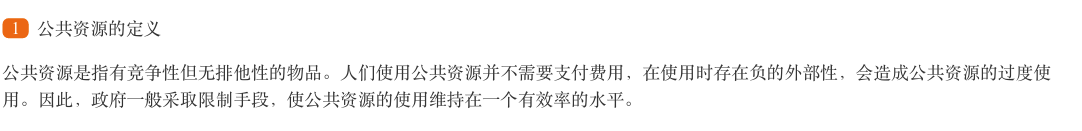 1 公共资源的定义
公共资源是指有竞争性但无排他性的物品。人们使用公共资源并不需要支付费用，在使用时存在负的外部性，会造成公共资源的过度使
用。因此，政府一般采取限制手段，使公共资源的使用维持在一个有效率的水平。